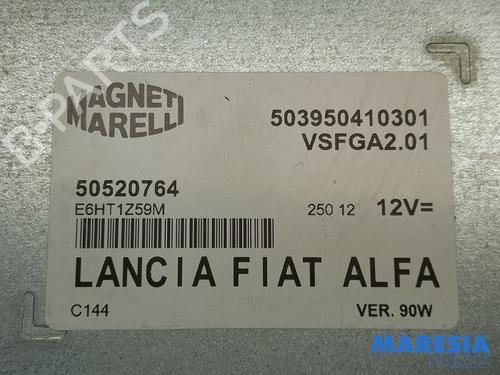 MAGNETI
MARELLI
503950410301
VSFGA2.01
50520764
E6HT1Z59M
250 12
12V=
LANCIA FIAT ALFA
C144
VER. 90W
B-PARTS
MARESIA